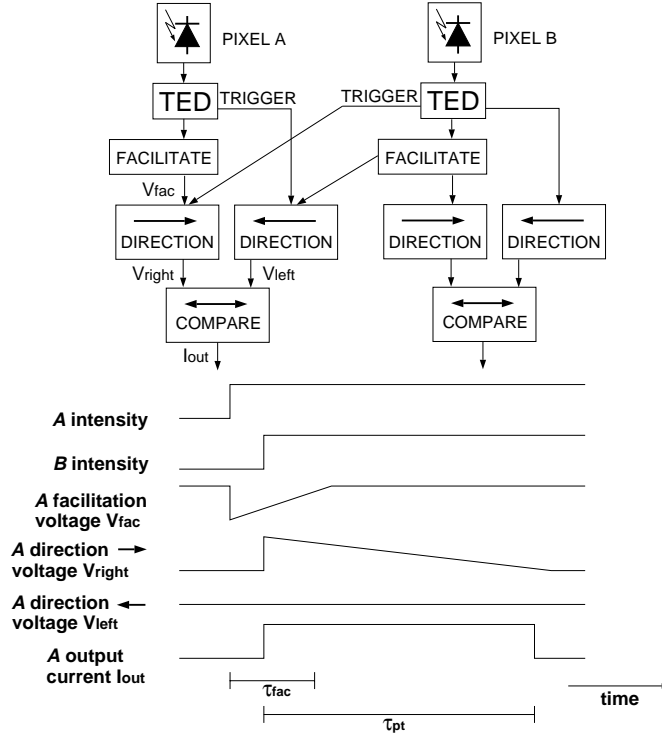 PIXEL A
PIXEL B
TED
TRIGGER
TRIGGER
TED
FACILITATE
FACILITATE
Vfac
DIRECTION
DIRECTION
DIRECTION
DIRECTION
Vright
Vleft
COMPARE
COMPARE
Iout
A intensity
B intensity
A facilitation
voltage Vfac
A direction
voltage Vright
A direction
voltage Vleft
A output
current Iout
τfac
time
τpt